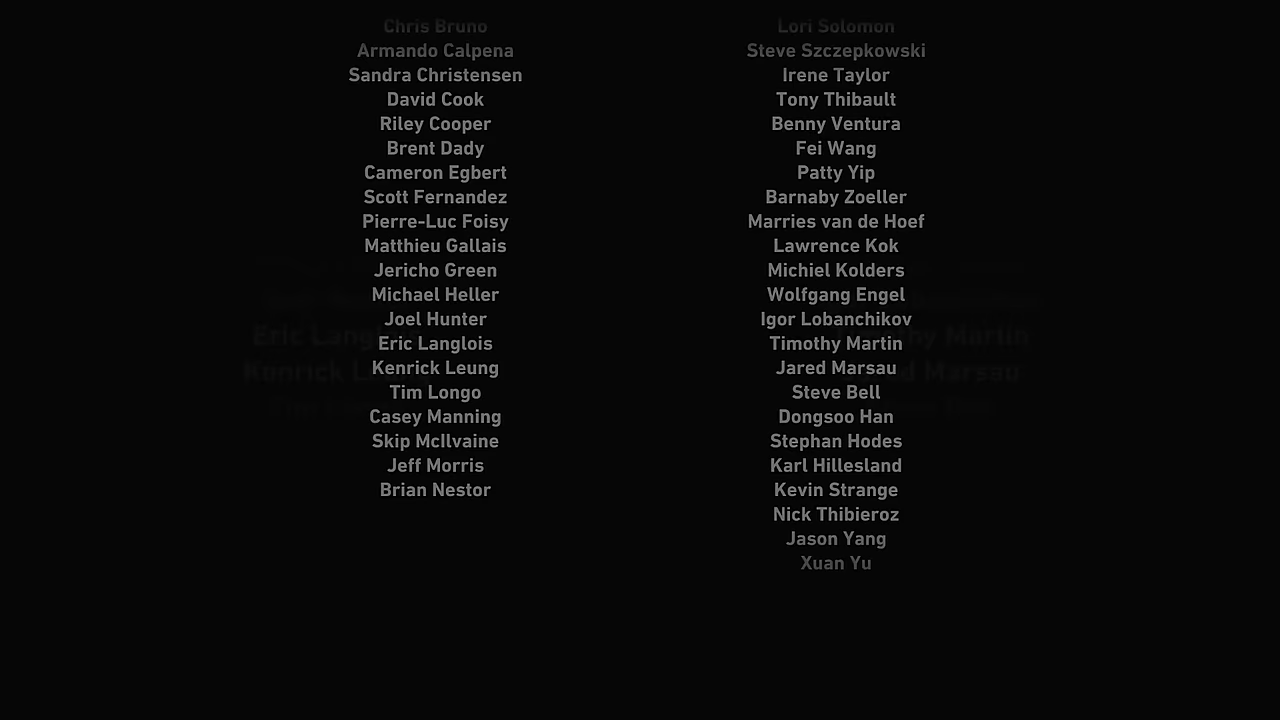 Chris Bruno
Armando Calpena
Sandra Christensen
David Cook
Riley Cooper
Brent Dady
Cameron Egbert
Scott Fernandez
Pierre-Luc Foisy
Matthieu Gallais
Jericho Green
Michael Heller
Joel Hunter
Eric Langlois
Kenrick Leung
Tim Longo
Casey Manning
Skip McIlvaine
Jeff Morris
Brian Nestor
Lori Solomon
Steve Szczepkowski
Irene Taylor
Tony Thibault
Benny Ventura
Fei Wang
Patty Yip
Barnaby Zoeller
Marries van de Hoef
Lawrence Kok
Michiel Kolders
Wolfgang Engel
Igor Lobanchikov
Timothy Martin
Jared Marsau
Steve Bell
Dongsoo Han
Stephan Hodes
Karl Hillesland
Kevin Strange
Nick Thibieroz
Jason Yang
Xuan Yu